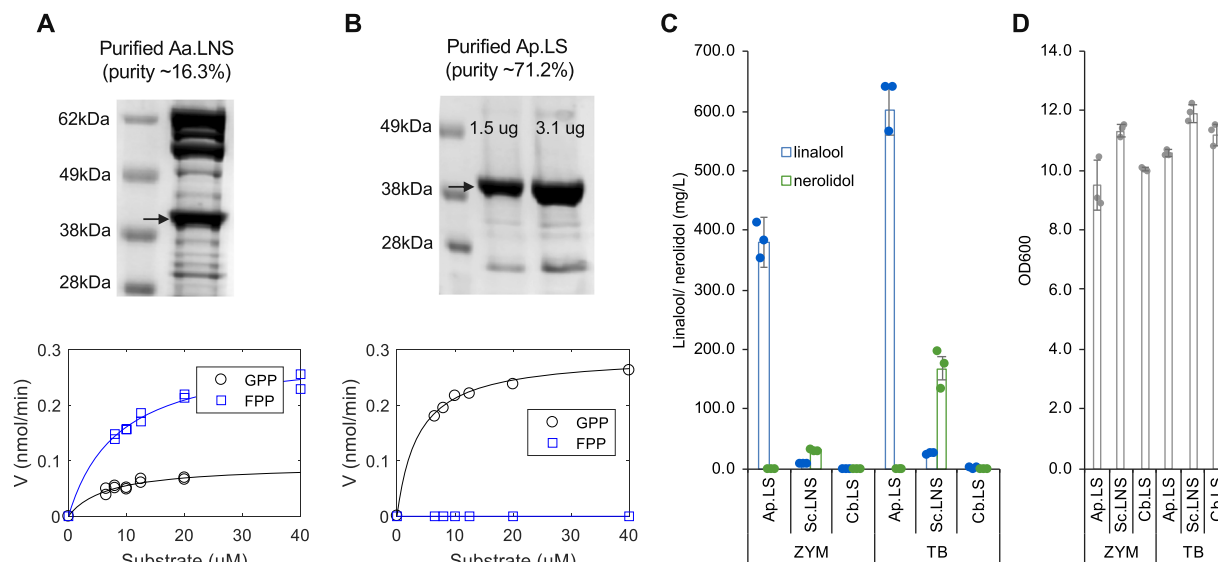 A
Purified Aa.LNS
(purity ~16.3%)
62kDa
49kDa
38kDa
28kDa
0.3
0.2
0.1
0
V (nmol/min)
GPP
FPP
0
10
20
30
40
Substrate (µM)
B
Purified Ap.LS
(purity ~71.2%)
49kDa
38kDa
28kDa
1.5 ug
3.1 ug
0.3
0.2
0.1
0
V (nmol/min)
GPP
FPP
0
10
20
30
40
Substrate (µM)
C
700.0
600.0
500.0
400.0
300.0
200.0
100.0
0.0
Linalool/ nerolidol (mg/L)
linalool
nerolidol
Ap.LS
Sc.LNS
Cb.LS
Ap.LS
Sc.LNS
Cb.LS
ZYM
TB
D
14.0
12.0
10.0
8.0
6.0
4.0
2.0
0.0
OD600
Ap.LS
Sc.LNS
Cb.LS
Ap.LS
Sc.LNS
ZYM
TB